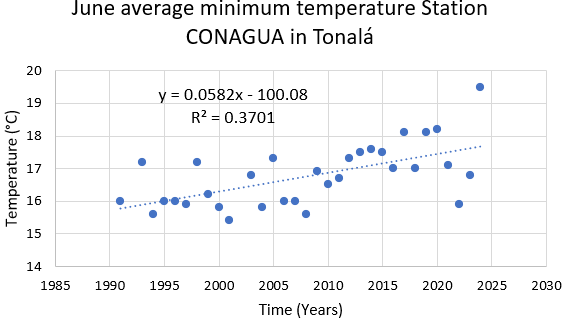 June average minimum temperature Station
CONAGUA in Tonalá
y = 0.0582x - 100.08
R² = 0.3701
Temperature (°C)
20
19
18
17
16
15
14
1985 1990 1995 2000 2005 2010 2015 2020 2025 2030
Time (Years)